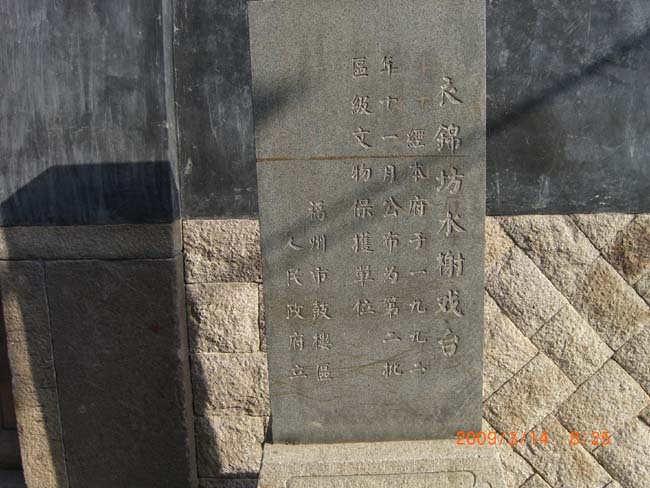 衣錦坊水榭戏台
經本府于一九九二
年十一月公布为第二批
區級文物保獲單位
福州市鼓樓區
人民政府立
2009/3/14 8:25